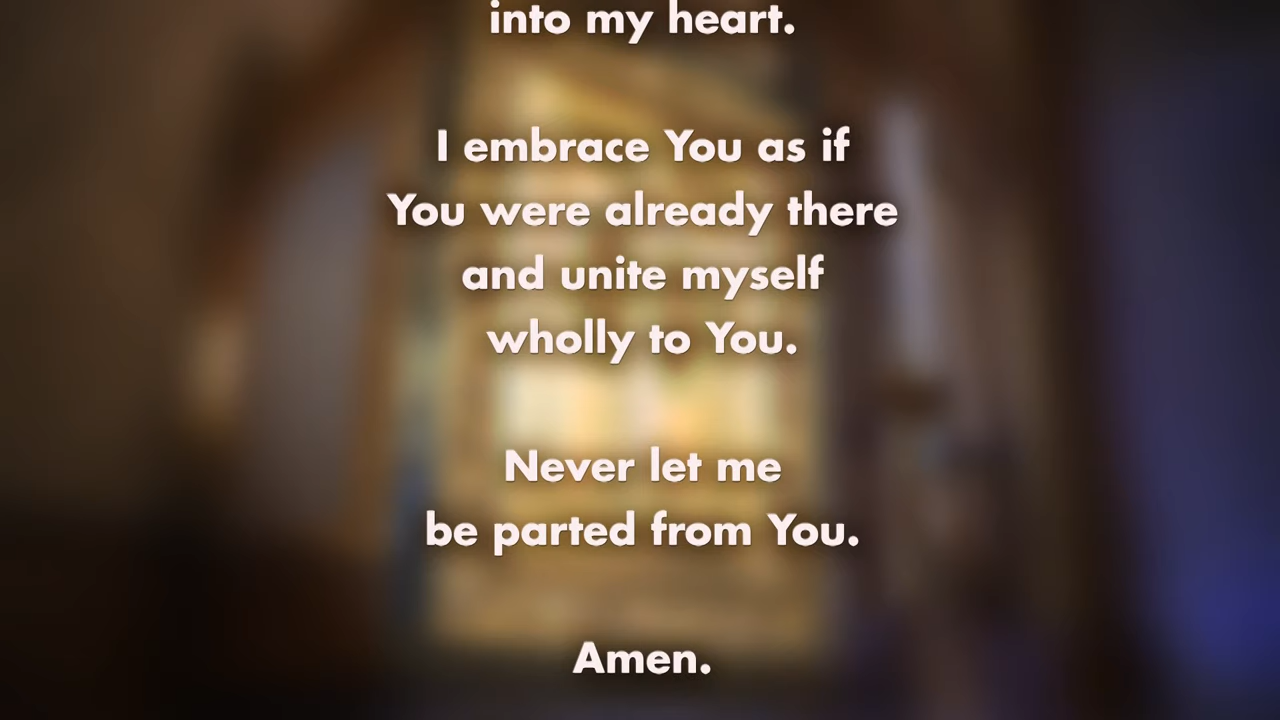 into my heart.
I embrace You as if
You were already there
and unite myself
wholly to You.
Never let me
be parted from You.
Amen.